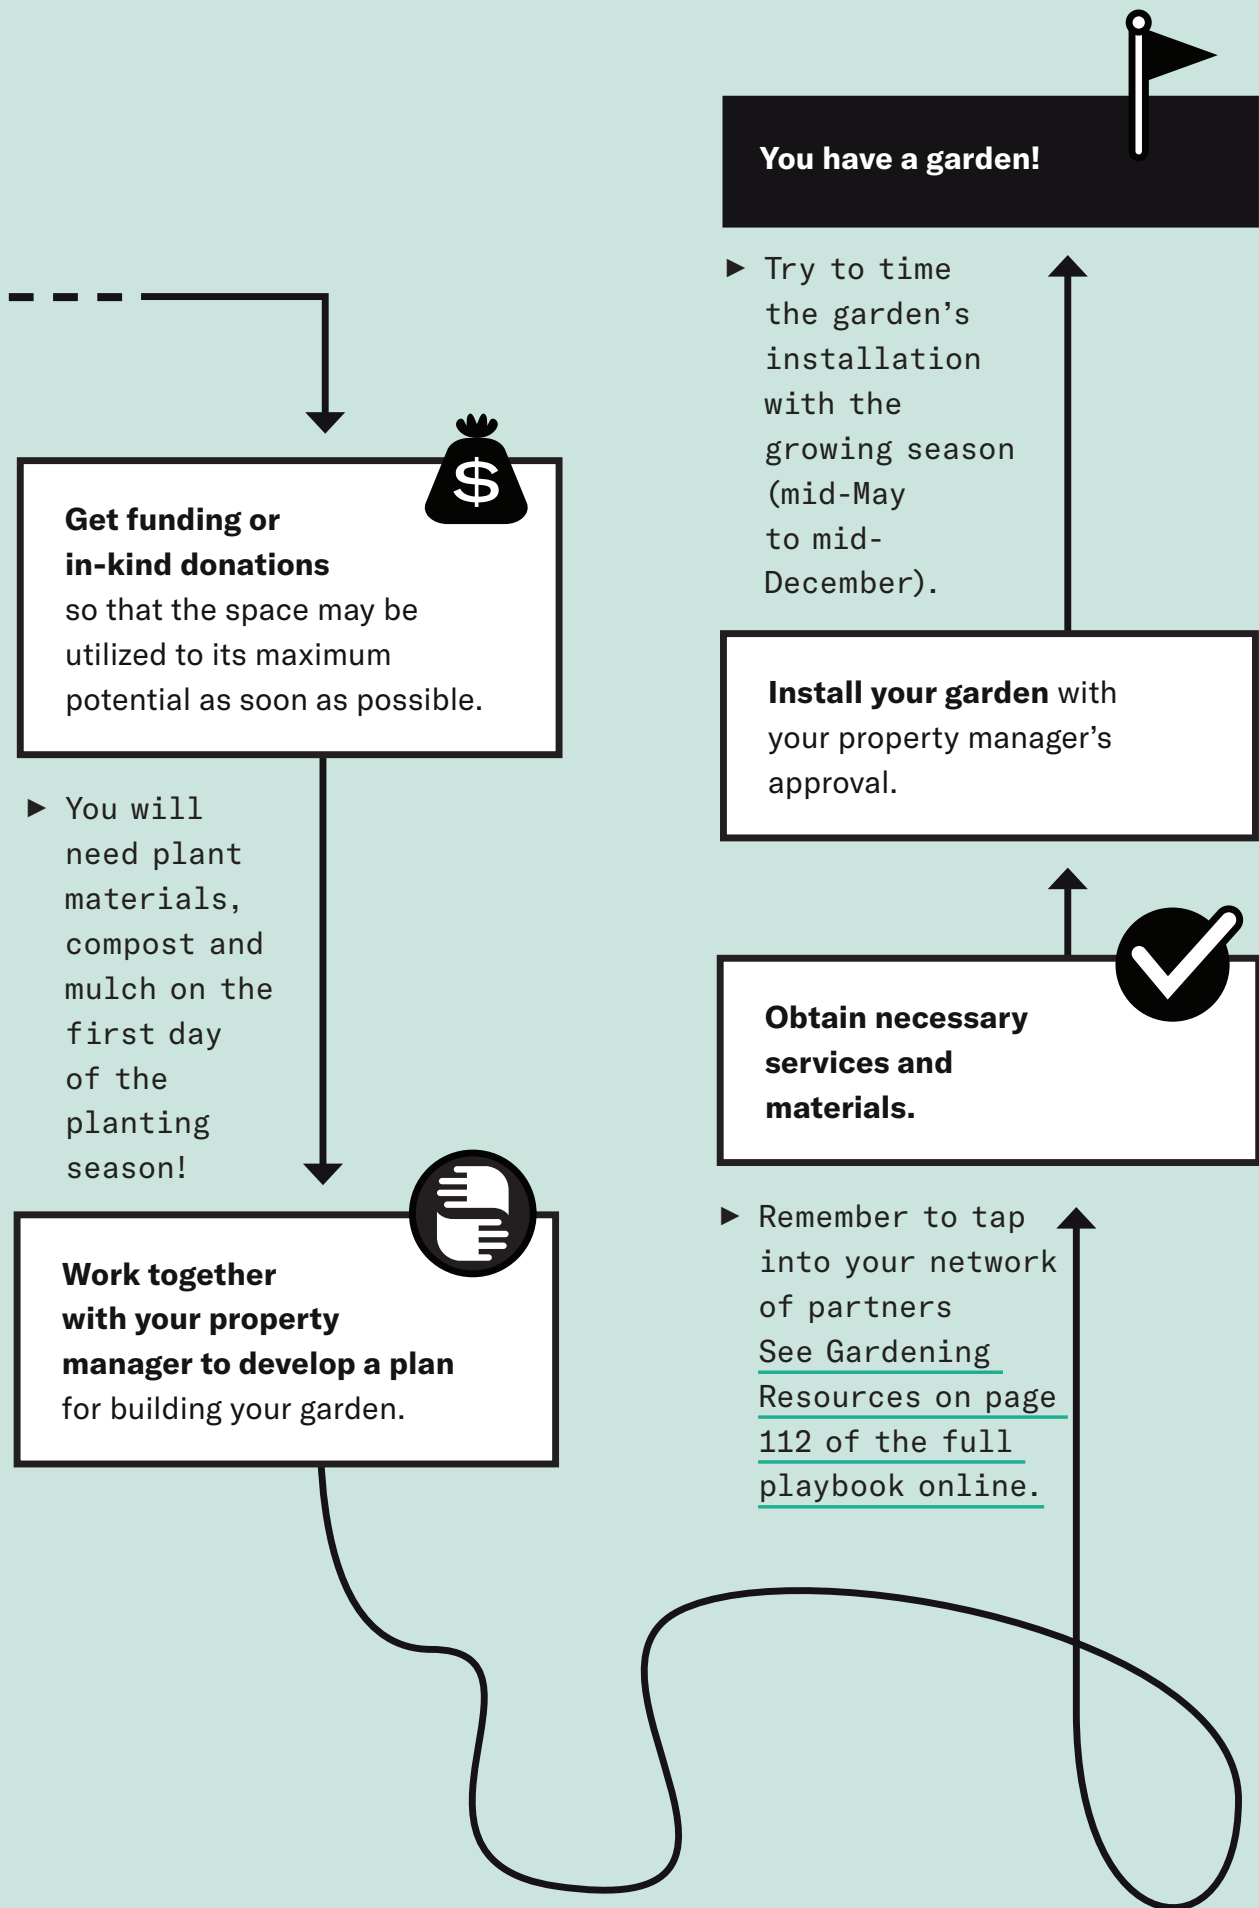 $
Get funding or
in-kind donations
so that the space may be
utilized to its maximum
potential as soon as possible.
► You will
need plant
materials,
compost and
mulch on the
first day
of the
planting
season!
Work together
with your property
manager to develop a plan
for building your garden.
► Remember to tap
into your network
of partners
See Gardening
Resources on page
112 of the full
playbook online.
Obtain necessary
services and
materials.
Install your garden with
your property manager’s
approval.
► Try to time
the garden’s
installation
with the
growing season
(mid-May
to mid-
December).
You have a garden!